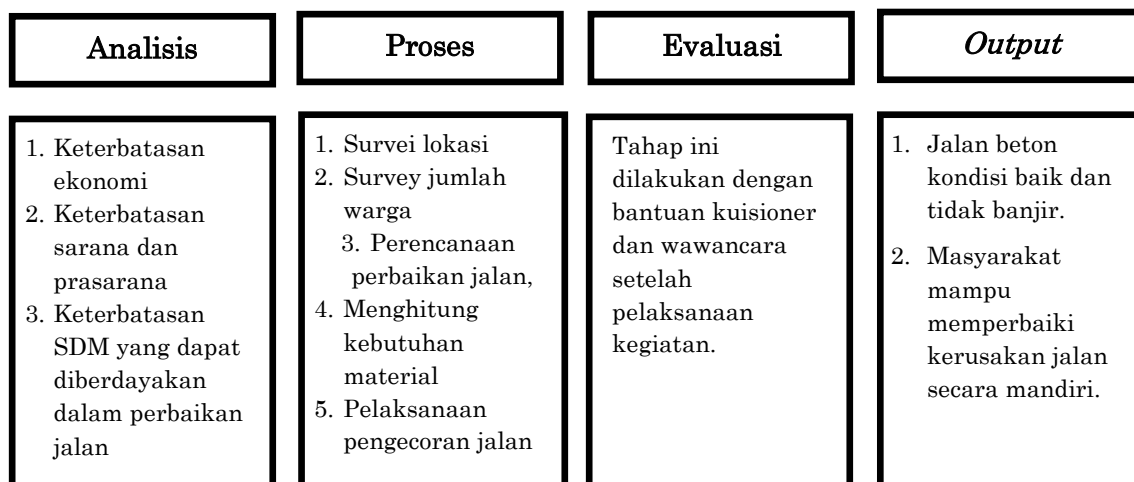 Analisis
Proses
Evaluasi
Output
1. Keterbatasan
ekonomi
2. Keterbatasan
sarana dan
prasarana
3. Keterbatasan
SDM yang dapat
diberdayakan
dalam perbaikan
jalan
1. Survei lokasi
2. Survey jumlah
warga
3. Perencanaan
perbaikan jalan,
4. Menghitung
kebutuhan
material
5. Pelaksanaan
pengecoran jalan
Tahap ini
dilakukan dengan
bantuan kuisioner
dan wawancara
setelah
pelaksanaan
kegiatan.
1. Jalan beton
kondisi baik dan
tidak banjir.
2. Masyarakat
mampu
memperbaiki
kerusakan jalan
secara mandiri.